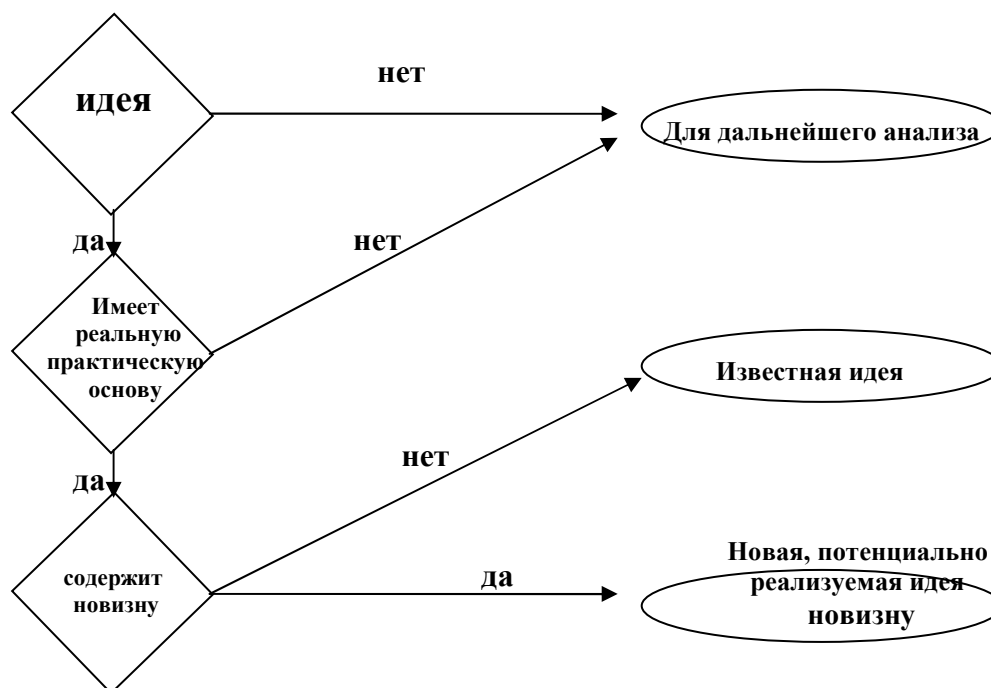 нет
идея
Для дальнейшего анализа
да
нет
Имеет
реальную
практическую
основу
Известная идея
нет
да
Новая, потенциально
реализуемая идея
новизну
содержит
новизну
да